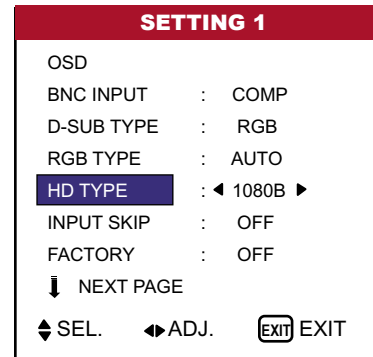 SETTING 1
OSD
BNC INPUT : COMP
D-SUB TYPE : RGB
RGB TYPE : AUTO
HD TYPE : ◀ 1080B ▶
INPUT SKIP : OFF
FACTORY : OFF
⬇ NEXT PAGE
◆ SEL. ◀▶ ADJ. EXIT EXIT